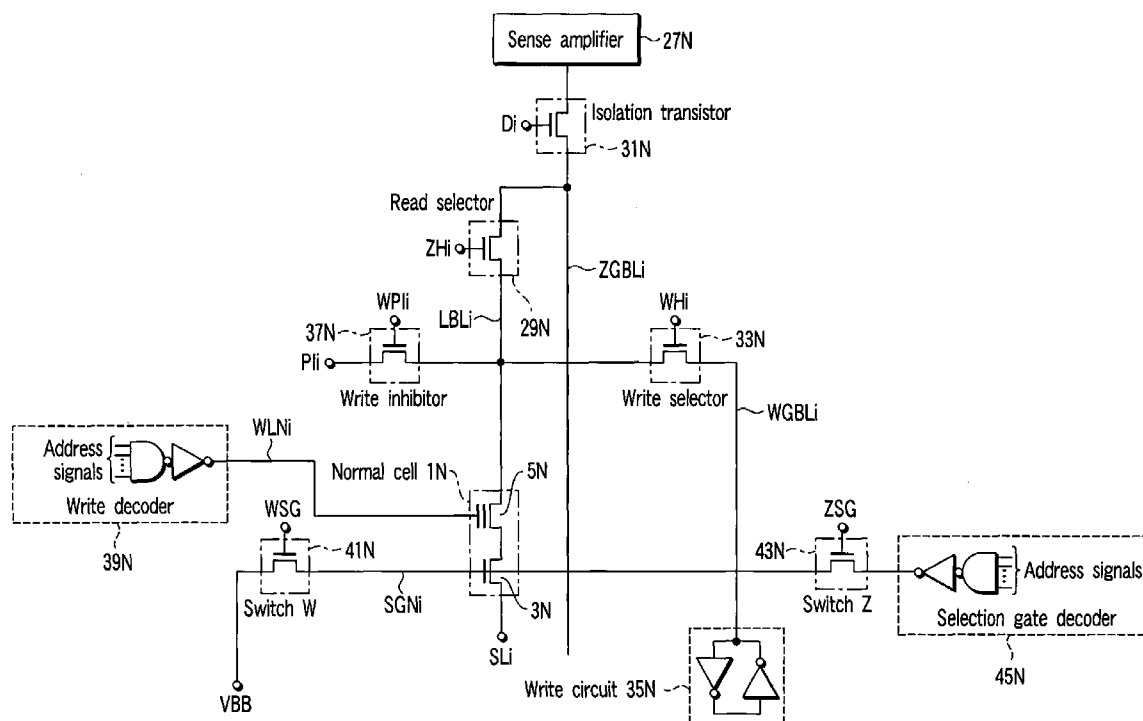 Sense amplifier
27N
Isolation transistor
Di
31N
Read selector
ZHi
ZGBLi
29N
WPIi
LBLi
WHi
37N
33N
PIi
Write inhibitor
Write selector
WGBLi
WLNi
Address signals
Write decoder
39N
Normal cell 1N
5N
WSG
41N
Switch W
SGNi
3N
SLi
VBB
ZSG
43N
Switch Z
Address signals
Selection gate decoder
45N
Write circuit 35N